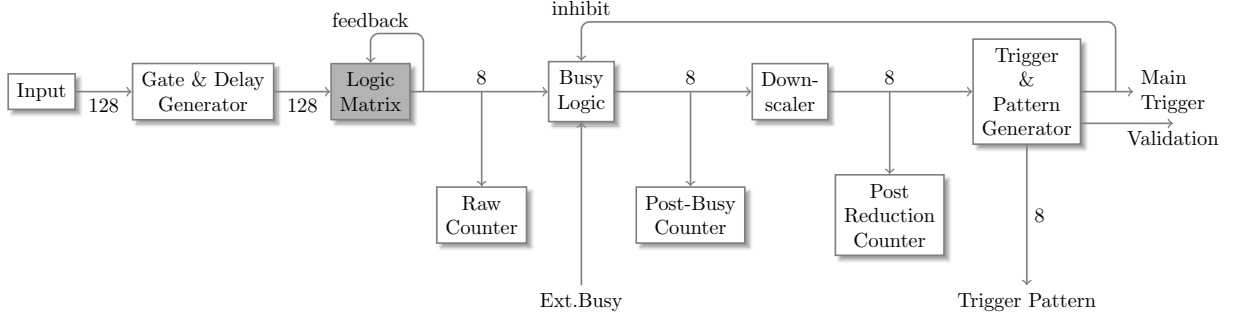 inhibit
feedback
Input
128
Gate & Delay
Generator
128
Logic
Matrix
8
Busy
Logic
8
Down-
scaler
8
Trigger
&
Pattern
Generator
Main
Trigger
Validation
Raw
Counter
Post-Busy
Counter
Post
Reduction
Counter
8
Ext.Busy
Trigger Pattern